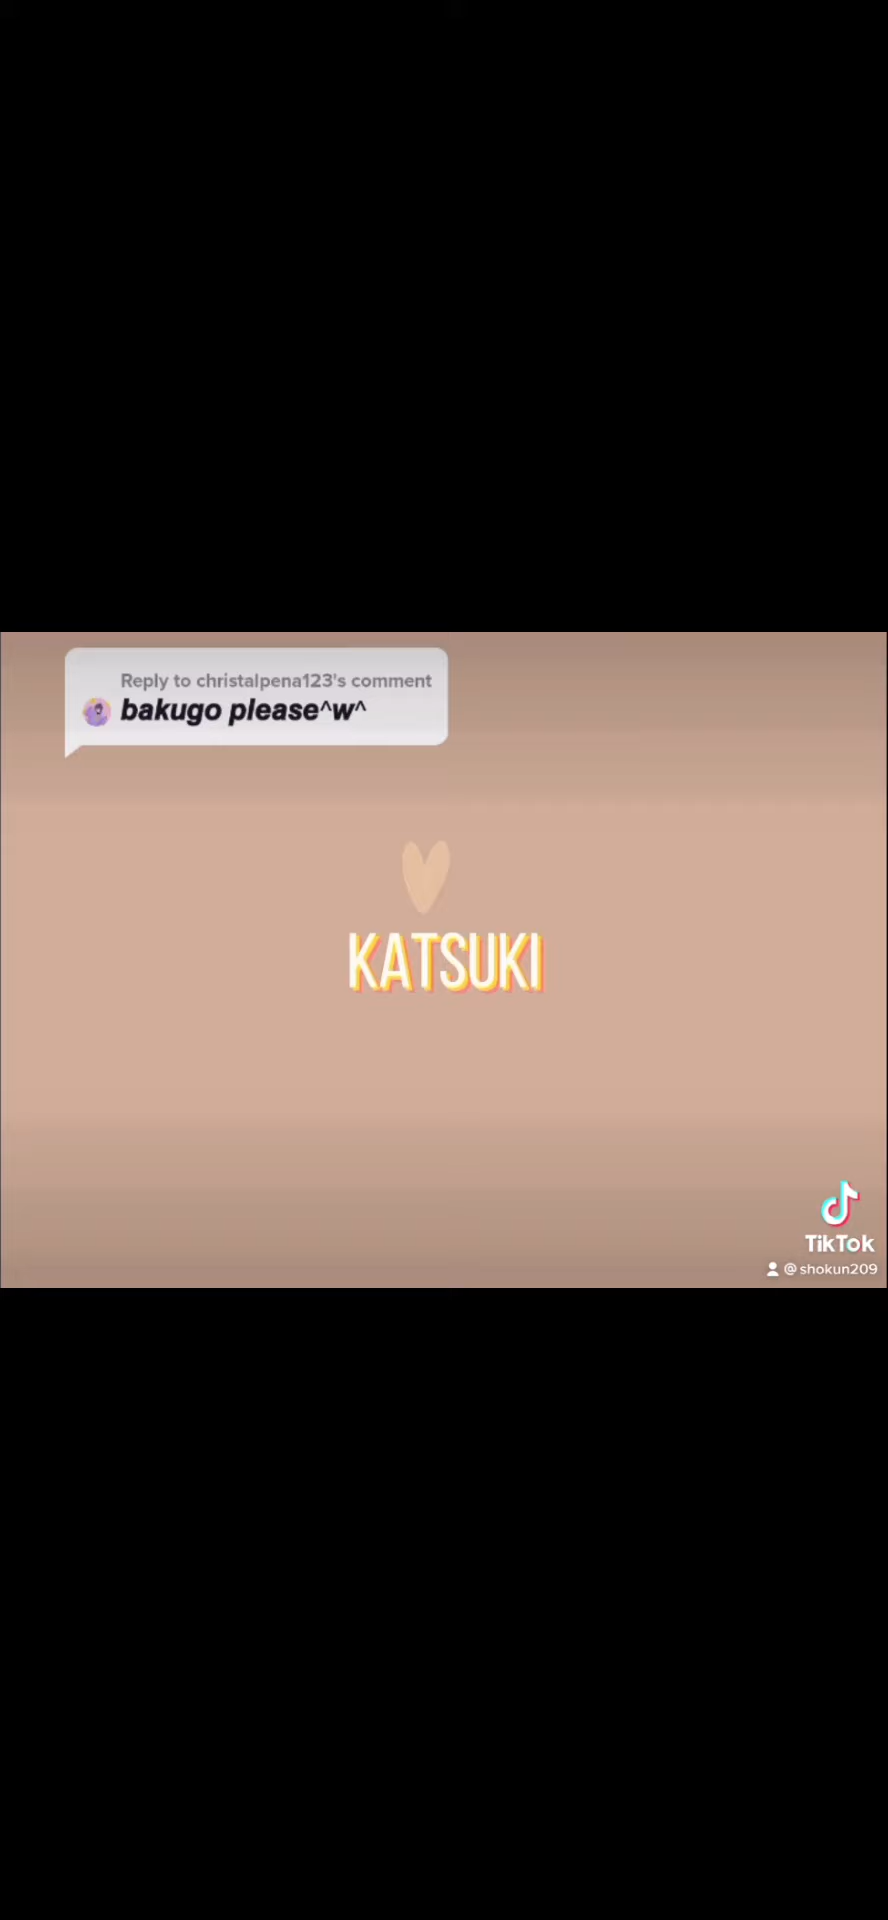 Reply to christalpena123's comment
bakugo please^w^
KATSUKI
TikTok
@shokun209